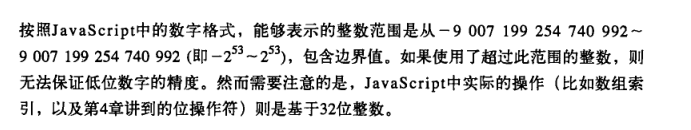 按照JavaScript中的数字格式，能够表示的整数范围是从－9 007 199 254 740 992～
9 007 199 254 740 992 (即－2⁵³～2⁵³)，包含边界值。如果使用了超过此范围的整数，则
无法保证低位数字的精度。然而需要注意的是，JavaScript中实际的操作（比如数组索
引，以及第4章讲到的位操作符）则是基于32位整数。